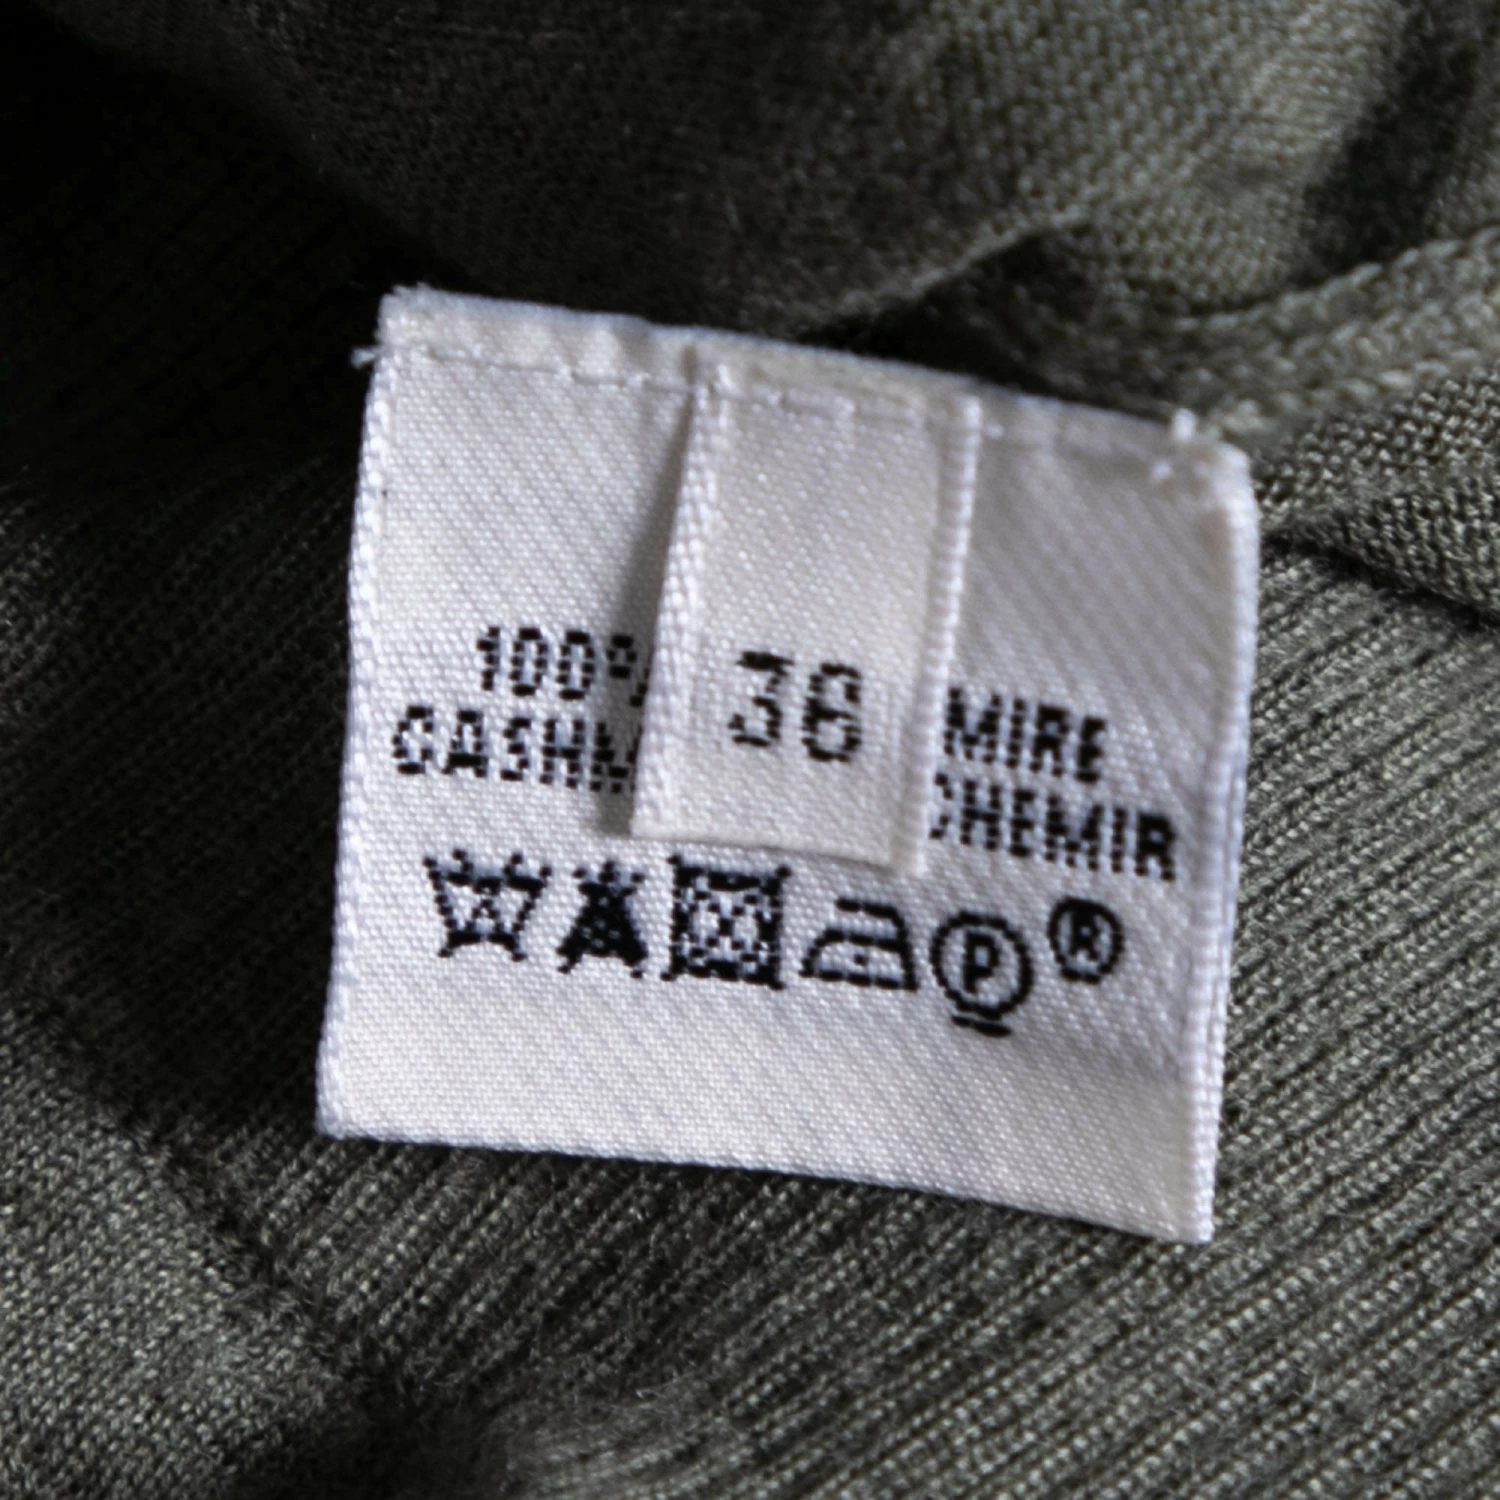 100% MIRE
38
CASHM CHEMIR
P ®